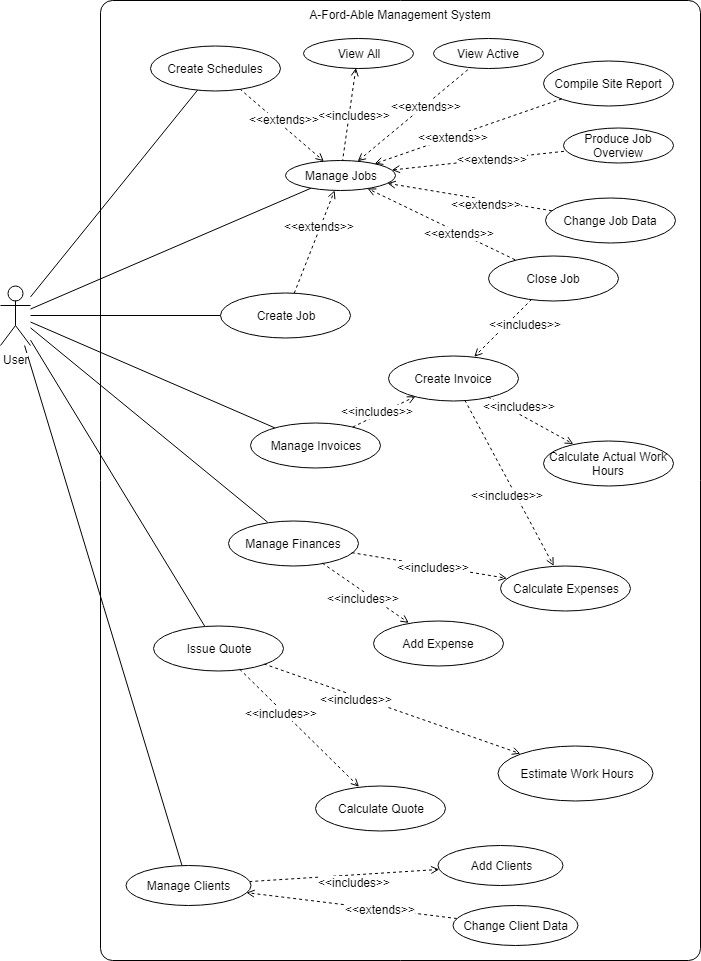 A-Ford-Able Management System
Create Schedules
View All
View Active
Compile Site Report
<<extends>>
<<includes>>
<<extends>>
<<extends>>
Produce Job
Overview
<<extends>>
Manage Jobs
<<extends>>
Change Job Data
<<extends>>
<<extends>>
Close Job
Create Job
<<includes>>
User
Create Invoice
<<includes>>
<<includes>>
Manage Invoices
Calculate Actual Work
Hours
<<includes>>
Manage Finances
<<includes>>
Calculate Expenses
<<includes>>
Add Expense
Issue Quote
<<includes>>
<<includes>>
Estimate Work Hours
Calculate Quote
Add Clients
Manage Clients
<<includes>>
<<extends>>
Change Client Data